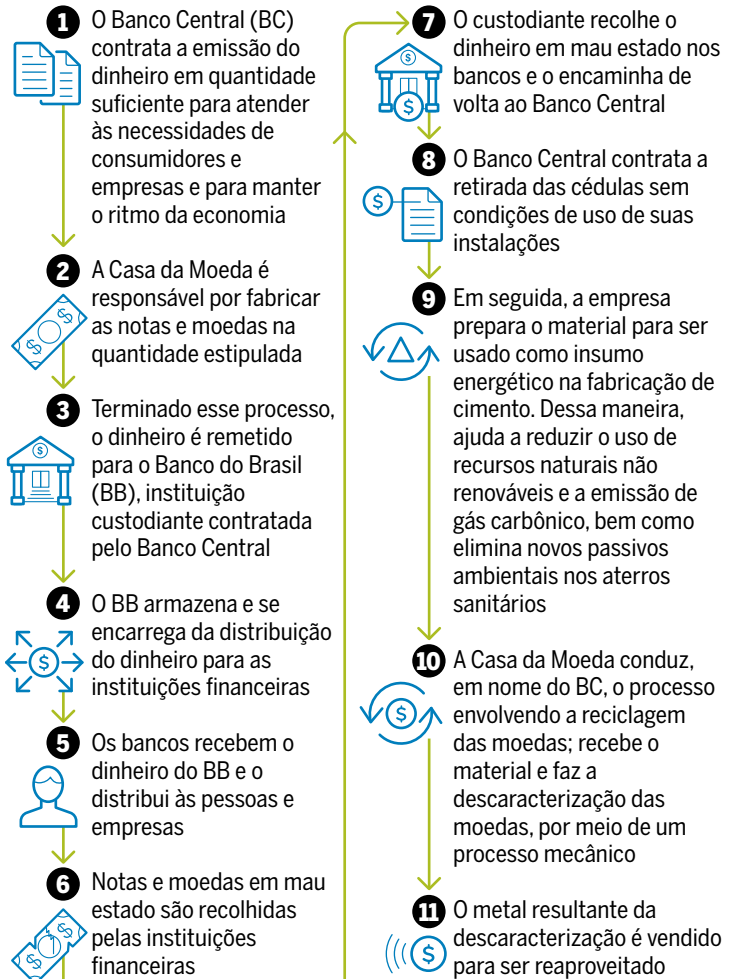 1 O Banco Central (BC)
contrata a emissão do
dinheiro em quantidade
suficiente para atender
às necessidades de
consumidores e
empresas e para manter
o ritmo da economia
2 A Casa da Moeda é
responsável por fabricar
as notas e moedas na
quantidade estipulada
3 Terminado esse processo,
o dinheiro é remetido
para o Banco do Brasil
(BB), instituição
custodiante contratada
pelo Banco Central
4 O BB armazena e se
encarrega da distribuição
do dinheiro para as
instituições financeiras
5 Os bancos recebem o
dinheiro do BB e o
distribui às pessoas e
empresas
6 Notas e moedas em mau
estado são recolhidas
pelas instituições
financeiras
7 O custodiante recolhe o
dinheiro em mau estado nos
bancos e o encaminha de
volta ao Banco Central
8 O Banco Central contrata a
retirada das cédulas sem
condições de uso de suas
instalações
9 Em seguida, a empresa
prepara o material para ser
usado como insumo
energético na fabricação de
cimento. Dessa maneira,
ajuda a reduzir o uso de
recursos naturais não
renováveis e a emissão de
gás carbônico, bem como
elimina novos passivos
ambientais nos aterros
sanitários
10 A Casa da Moeda conduz,
em nome do BC, o processo
envolvendo a reciclagem
das moedas; recebe o
material e faz a
descaracterização das
moedas, por meio de um
processo mecânico
11 O metal resultante da
descaracterização é vendido
para ser reaproveitado